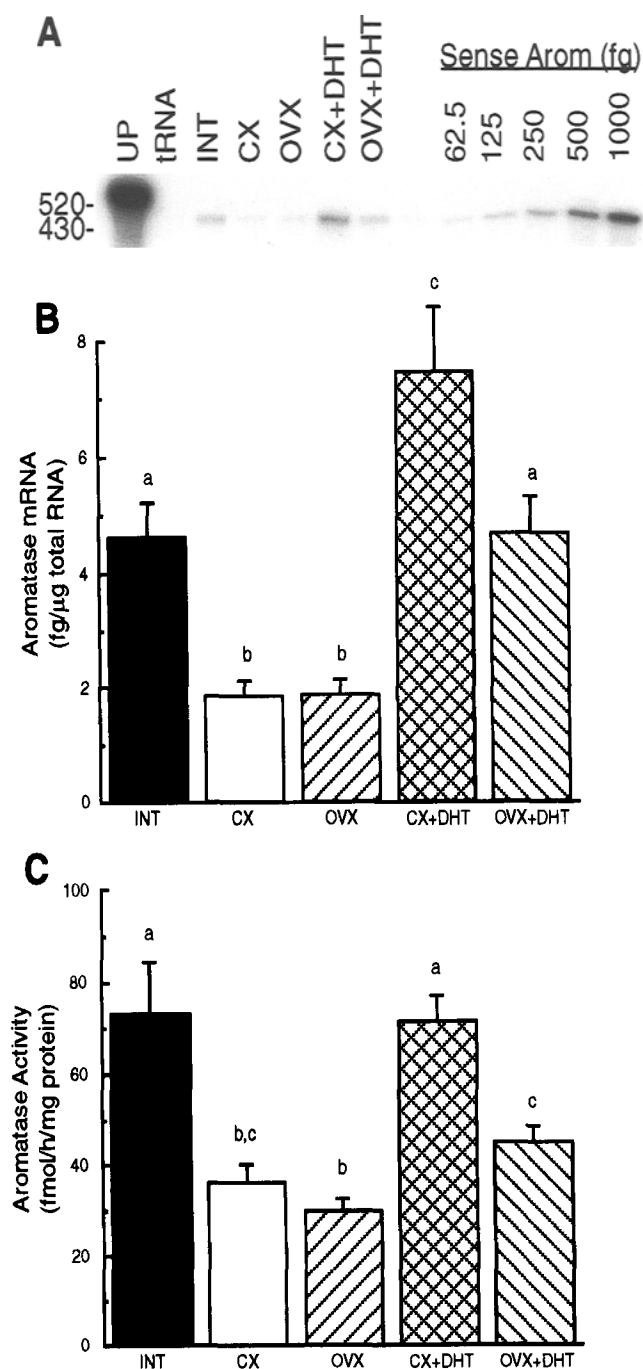 A
UP
tRNA
INT
CX
OVX
CX+DHT
OVX+DHT
Sense Arom (fg)
62.5
125
250
500
1000
520-
430-
B
Aromatase mRNA
(fg/μg total RNA)
8
6
4
2
0
a
b
b
c
a
INT
CX
OVX
CX+DHT
OVX+DHT
C
Aromatase Activity
(fmol/h/mg protein)
100
80
60
40
20
0
a
b,c
b
a
c
INT
CX
OVX
CX+DHT
OVX+DHT